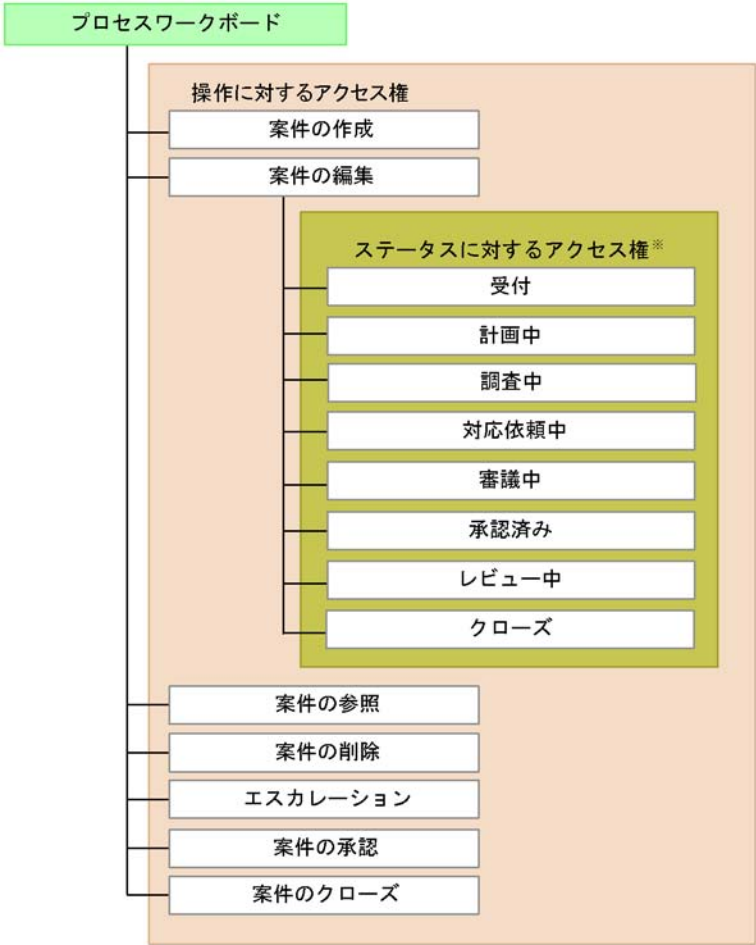 プロセスワークボード
操作に対するアクセス権
案件の作成
案件の編集
ステータスに対するアクセス権※
受付
計画中
調査中
対応依頼中
審議中
承認済み
レビュー中
クローズ
案件の参照
案件の削除
エスカレーション
案件の承認
案件のクローズ